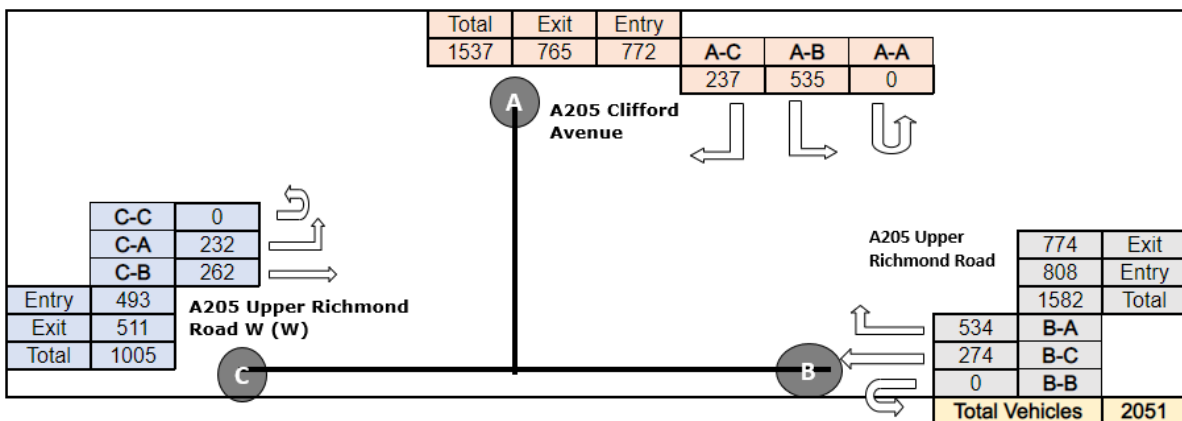 Total Exit Entry
1537 765 772 A-C A-B A-A
237 535 0
A
A205 Clifford
Avenue
C-C 0
C-A 232
C-B 262
Entry 493
Exit 511
Total 1005
A205 Upper Richmond
Road W (W)
C
A205 Upper
Richmond Road
774 Exit
808 Entry
1582 Total
534 B-A
274 B-C
0 B-B
B
Total Vehicles 2051